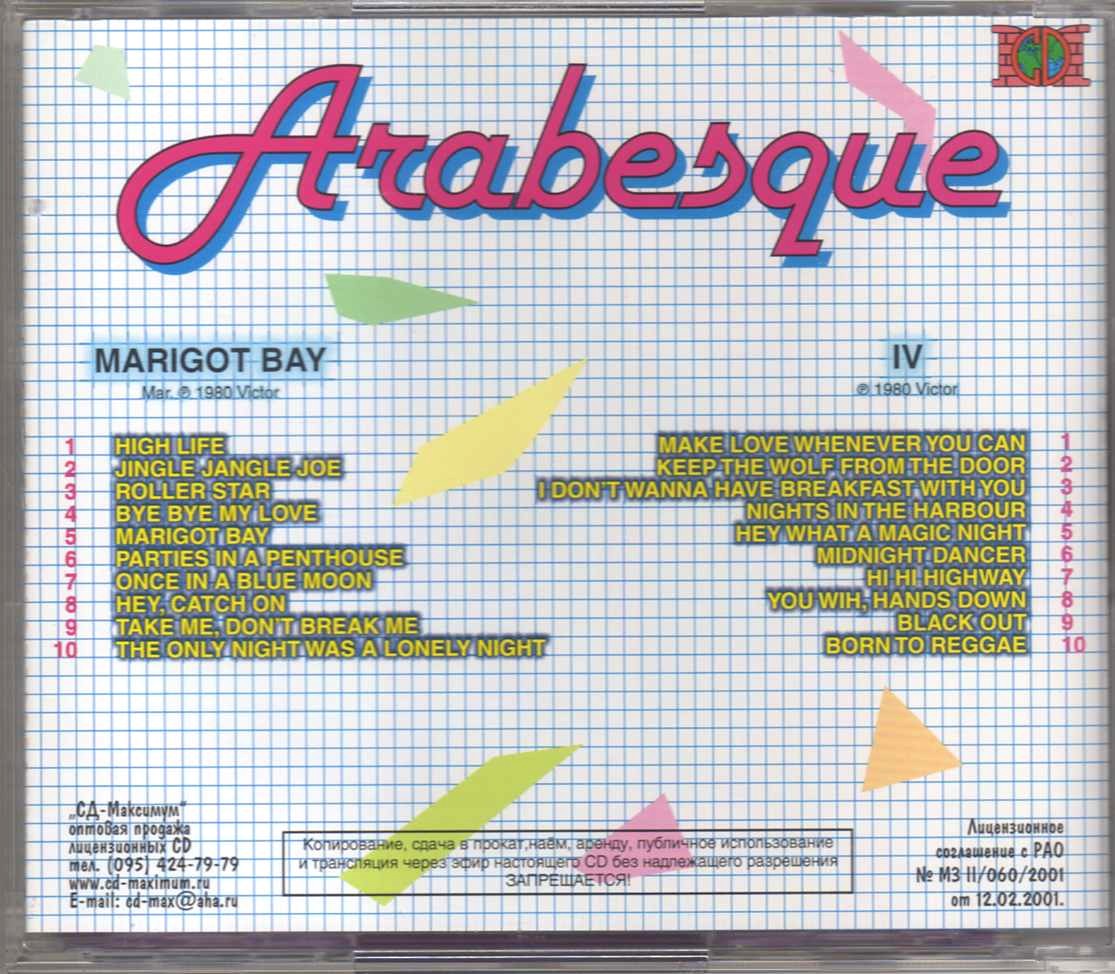 Arabesque
CD
MARIGOT BAY
Mar. ℗ 1980 Victor
1 HIGH LIFE
2 JINGLE JANGLE JOE
3 ROLLER STAR
4 BYE BYE MY LOVE
5 MARIGOT BAY
6 PARTIES IN A PENTHOUSE
7 ONCE IN A BLUE MOON
8 HEY, CATCH ON
9 TAKE ME, DON'T BREAK ME
10 THE ONLY NIGHT WAS A LONELY NIGHT
IV
℗ 1980 Victor
MAKE LOVE WHENEVER YOU CAN 1
KEEP THE WOLF FROM THE DOOR 2
I DON'T WANNA HAVE BREAKFAST WITH YOU 3
NIGHTS IN THE HARBOUR 4
HEY WHAT A MAGIC NIGHT 5
MIDNIGHT DANCER 6
HI HI HIGHWAY 7
YOU WIH, HANDS DOWN 8
BLACK OUT 9
BORN TO REGGAE 10
„СД-Максимум"
оптовая продажа
лицензионных CD
тел. (095) 424-79-79
www.cd-maximum.ru
E-mail: cd-max@aha.ru
Копирование, сдача в прокат,наём, аренду, публичное использование
и трансляция через эфир настоящего CD без надлежащего разрешения
ЗАПРЕЩАЕТСЯ!
Лицензионное
соглашение с РАО
№ МЗ II/060/2001
от 12.02.2001.